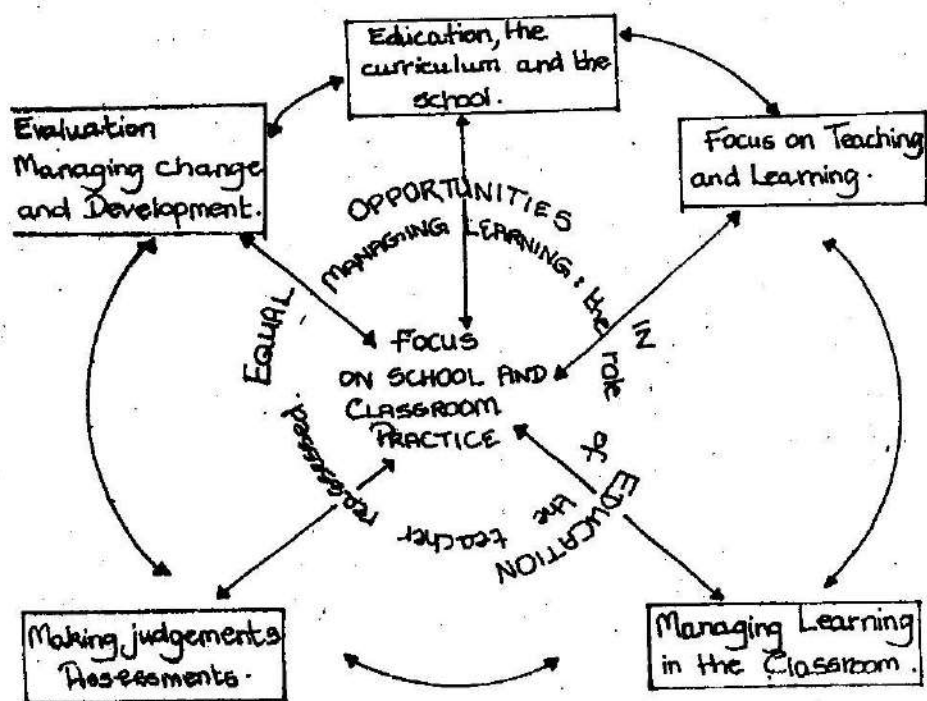 Education, the
curriculum and the
school.
Evaluation
Managing change
and Development.
Focus on Teaching
and Learning.
EQUAL OPPORTUNITIES IN EDUCATION
MANAGING LEARNING: the role of the teacher reassessed.
FOCUS
ON SCHOOL AND
CLASSROOM
PRACTICE
Making judgements
Assessments.
Managing Learning
in the Classroom.